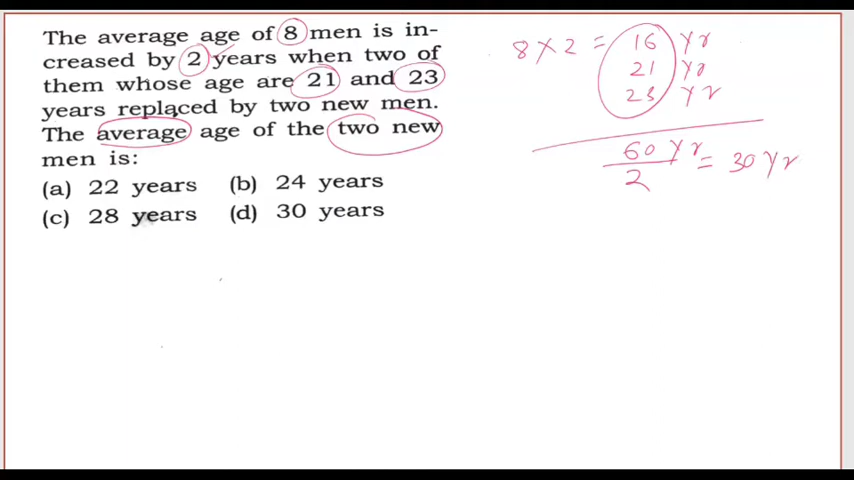 The average age of 8 men is in-
creased by 2 years when two of
them whose age are 21 and 23
years replaced by two new men.
The average age of the two new
men is:
(a) 22 years (b) 24 years
(c) 28 years (d) 30 years
8 × 2 = 16 yr
21 yr
23 yr
60 yr
2
= 30 yr